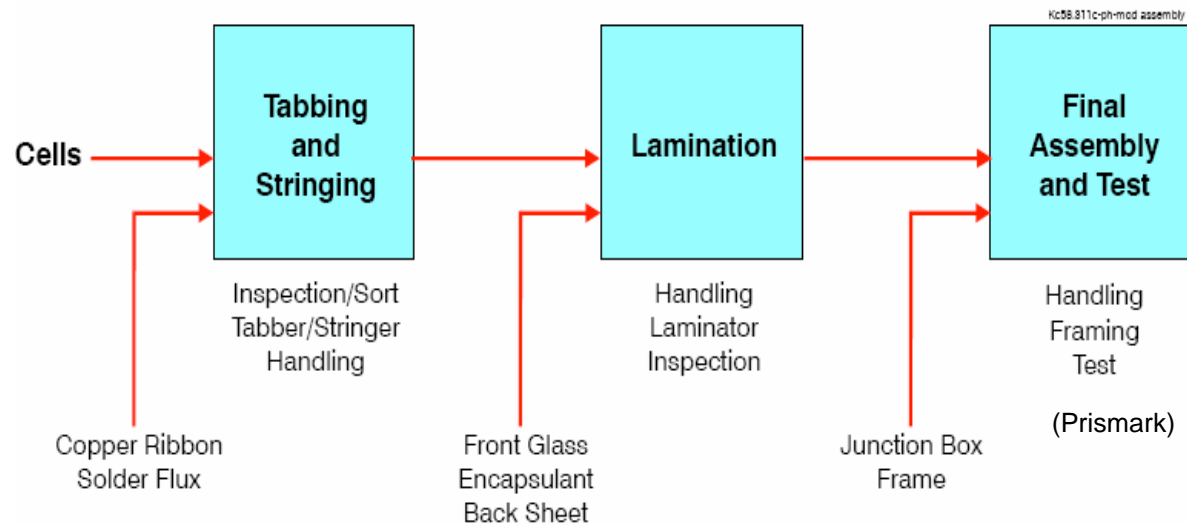 Kc58.911c-ph-mod assembly
Cells
Tabbing
and
Stringing
Lamination
Final
Assembly
and Test
Inspection/Sort
Tabber/Stringer
Handling
Handling
Laminator
Inspection
Handling
Framing
Test
(Prismark)
Copper Ribbon
Solder Flux
Front Glass
Encapsulant
Back Sheet
Junction Box
Frame